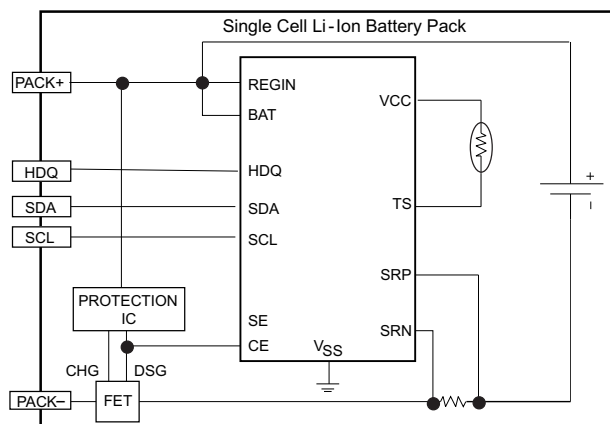 Single Cell Li-Ion Battery Pack
PACK+
REGIN
VCC
BAT
HDQ
HDQ
+
SDA
SDA
TS
-
SCL
SCL
SRP
PROTECTION
IC
SE
SRN
CHG
DSG
CE
VSS
PACK–
FET